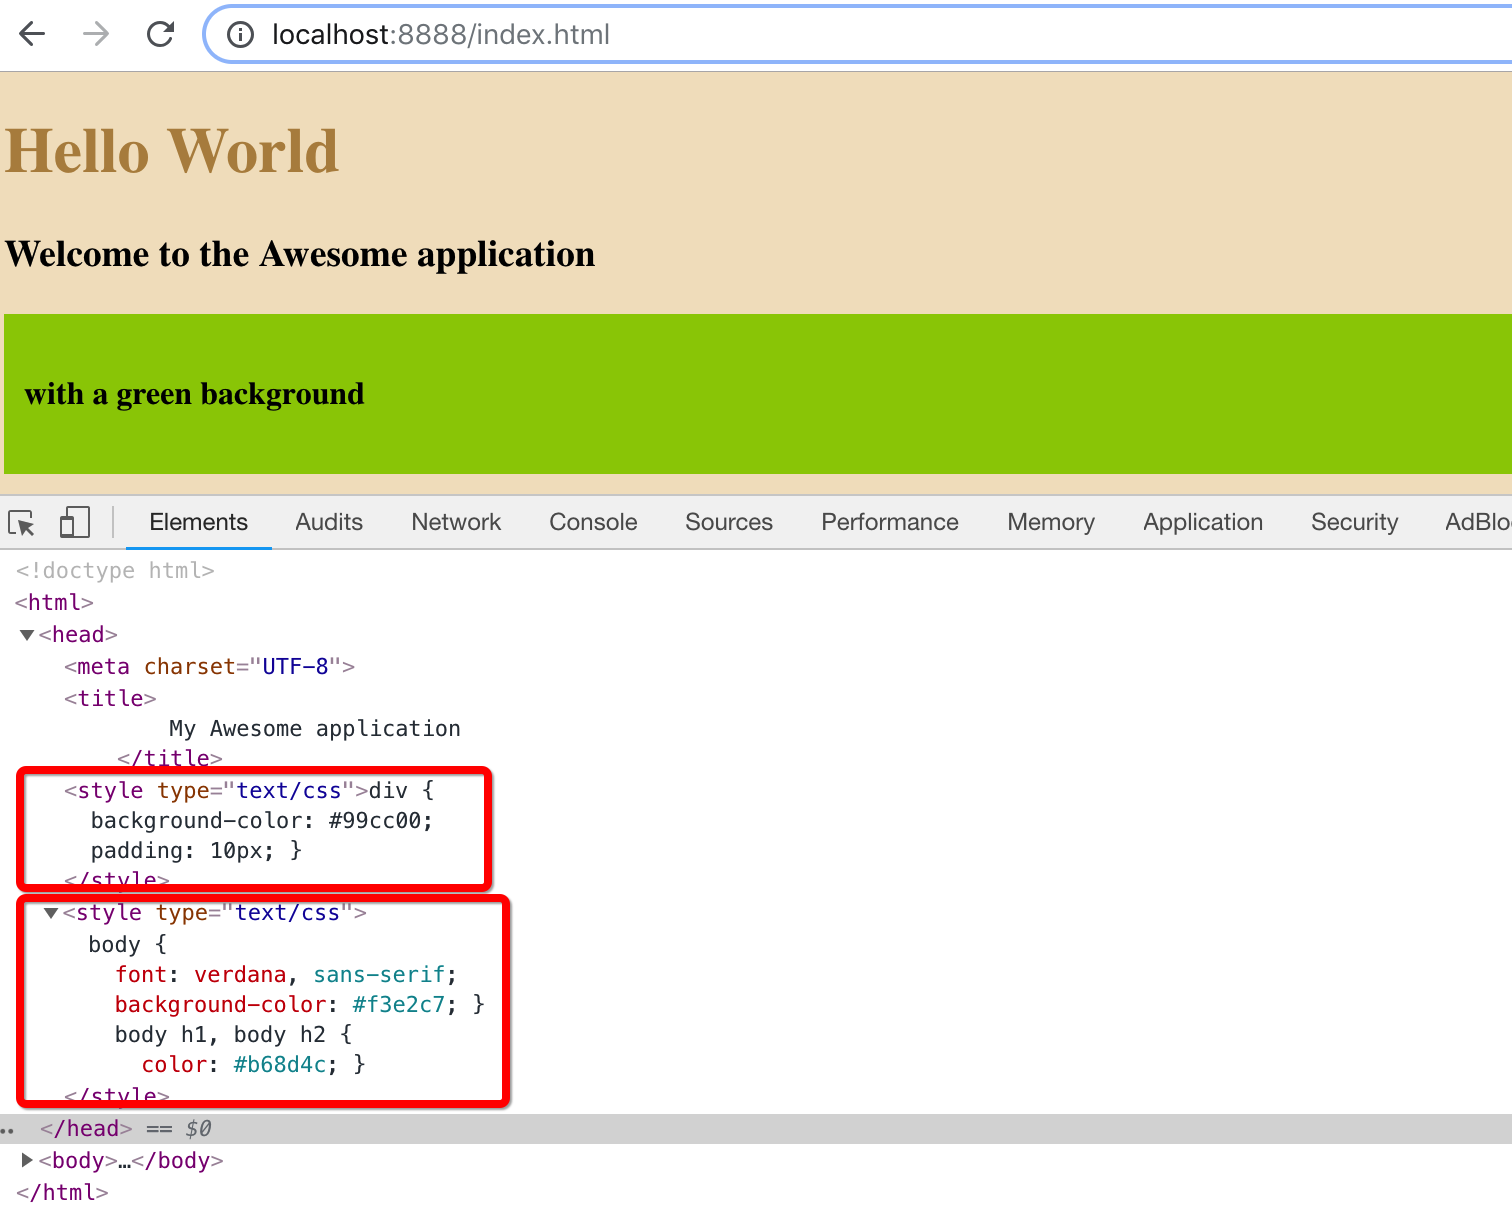 localhost:8888/index.html
Hello World
Welcome to the Awesome application
with a green background
Elements Audits Network Console Sources Performance Memory Application Security AdBlo
<!doctype html>
<html>
<head>
<meta charset="UTF-8">
<title>
My Awesome application
</title>
<style type="text/css">div {
background-color: #99cc00;
padding: 10px; }
</style>
<style type="text/css">
body {
font: verdana, sans-serif;
background-color: #f3e2c7; }
body h1, body h2 {
color: #b68d4c; }
</style>
</head> == $0
<body>…</body>
</html>